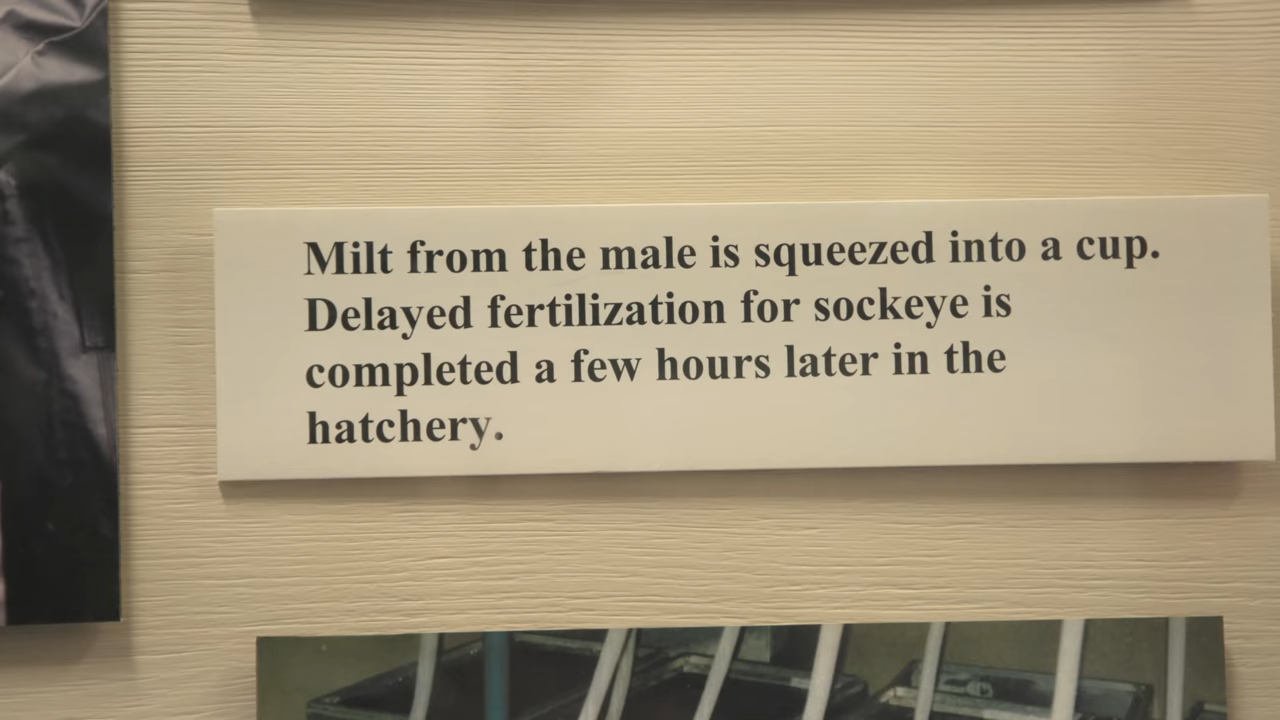 Milt from the male is squeezed into a cup.
Delayed fertilization for sockeye is
completed a few hours later in the
hatchery.